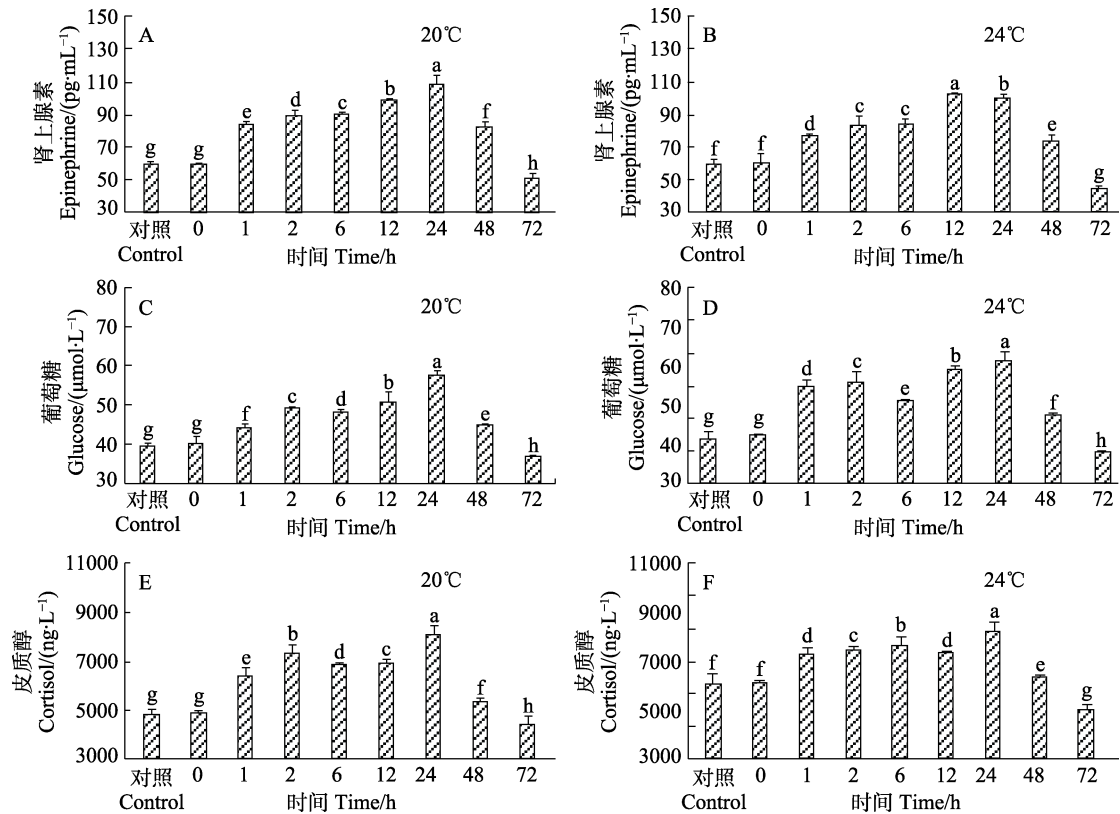 A
20℃
肾上腺素
Epinephrine/(pg·mL⁻¹)
150
130
110
90
70
50
30
g
g
e
d
c
b
a
f
h
对照
Control
0
1
2
6
12
24
48
72
时间 Time/h
B
24℃
肾上腺素
Epinephrine/(pg·mL⁻¹)
150
130
110
90
70
50
30
f
f
d
c
c
a
b
e
g
对照
Control
0
1
2
6
12
24
48
72
时间 Time/h
C
20℃
葡萄糖
Glucose/(μmol·L⁻¹)
80
70
60
50
40
30
g
g
f
c
d
b
a
e
h
对照
Control
0
1
2
6
12
24
48
72
时间 Time/h
D
24℃
葡萄糖
Glucose/(μmol·L⁻¹)
80
70
60
50
40
30
g
g
d
c
e
b
a
f
h
对照
Control
0
1
2
6
12
24
48
72
时间 Time/h
E
20℃
皮质醇
Cortisol/(ng·L⁻¹)
11000
9000
7000
5000
3000
g
g
e
b
d
c
a
f
h
对照
Control
0
1
2
6
12
24
48
72
时间 Time/h
F
24℃
皮质醇
Cortisol/(ng·L⁻¹)
11000
9000
7000
5000
3000
f
f
d
c
b
d
a
e
g
对照
Control
0
1
2
6
12
24
48
72
时间 Time/h